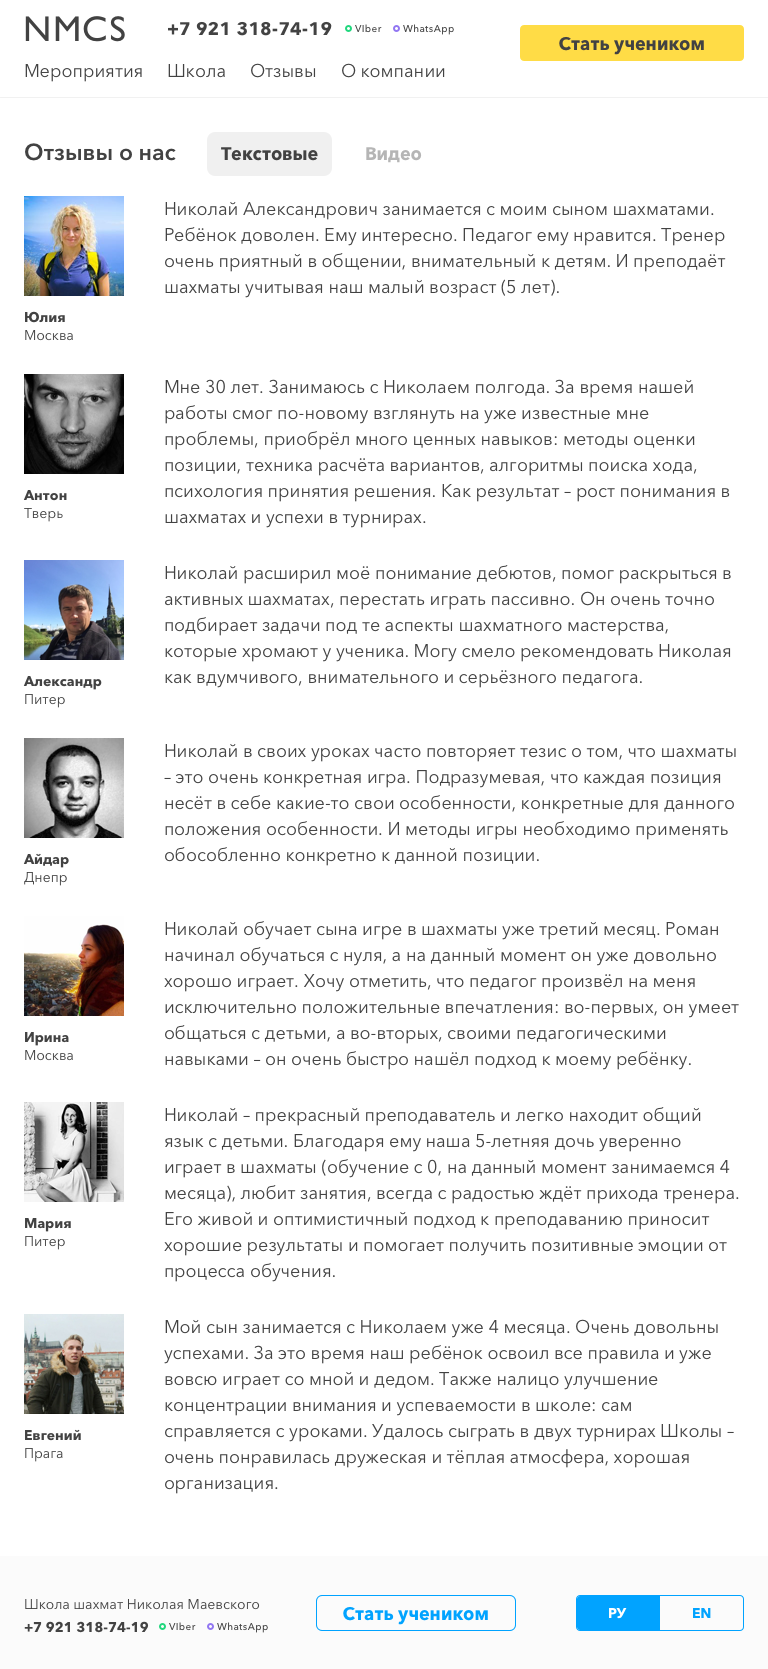 NMCS
+7 921 318-74-19
VIber
WhatsApp
Стать учеником
Мероприятия Школа Отзывы О компании
Отзывы о нас
Текстовые
Видео
Николай Александрович занимается с моим сыном шахматами.
Ребёнок доволен. Ему интересно. Педагог ему нравится. Тренер
очень приятный в общении, внимательный к детям. И преподаёт
шахматы учитывая наш малый возраст (5 лет).
Юлия
Москва
Мне 30 лет. Занимаюсь с Николаем полгода. За время нашей
работы смог по-новому взглянуть на уже известные мне
проблемы, приобрёл много ценных навыков: методы оценки
позиции, техника расчёта вариантов, алгоритмы поиска хода,
психология принятия решения. Как результат – рост понимания в
шахматах и успехи в турнирах.
Антон
Тверь
Николай расширил моё понимание дебютов, помог раскрыться в
активных шахматах, перестать играть пассивно. Он очень точно
подбирает задачи под те аспекты шахматного мастерства,
которые хромают у ученика. Могу смело рекомендовать Николая
как вдумчивого, внимательного и серьёзного педагога.
Александр
Питер
Николай в своих уроках часто повторяет тезис о том, что шахматы
– это очень конкретная игра. Подразумевая, что каждая позиция
несёт в себе какие-то свои особенности, конкретные для данного
положения особенности. И методы игры необходимо применять
обособленно конкретно к данной позиции.
Айдар
Днепр
Николай обучает сына игре в шахматы уже третий месяц. Роман
начинал обучаться с нуля, а на данный момент он уже довольно
хорошо играет. Хочу отметить, что педагог произвёл на меня
исключительно положительные впечатления: во-первых, он умеет
общаться с детьми, а во-вторых, своими педагогическими
навыками – он очень быстро нашёл подход к моему ребёнку.
Ирина
Москва
Николай – прекрасный преподаватель и легко находит общий
язык с детьми. Благодаря ему наша 5-летняя дочь уверенно
играет в шахматы (обучение с 0, на данный момент занимаемся 4
месяца), любит занятия, всегда с радостью ждёт прихода тренера.
Его живой и оптимистичный подход к преподаванию приносит
хорошие результаты и помогает получить позитивные эмоции от
процесса обучения.
Мария
Питер
Мой сын занимается с Николаем уже 4 месяца. Очень довольны
успехами. За это время наш ребёнок освоил все правила и уже
вовсю играет со мной и дедом. Также налицо улучшение
концентрации внимания и успеваемости в школе: сам
справляется с уроками. Удалось сыграть в двух турнирах Школы –
очень понравилась дружеская и тёплая атмосфера, хорошая
организация.
Евгений
Прага
Школа шахмат Николая Маевского
+7 921 318-74-19
VIber
WhatsApp
Стать учеником
РУ
EN